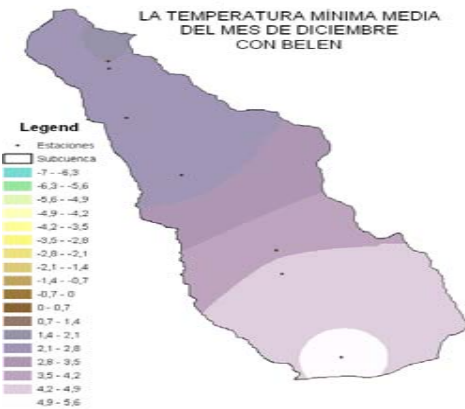 LA TEMPERATURA MÍNIMA MEDIA
DEL MES DE DICIEMBRE
CON BELEN
Legend
Estaciones
Subcuenca
-7 - -6,3
-6,3 - -5,6
-5,6 - -4,9
-4,9 - -4,2
-4,2 - -3,5
-3,5 - -2,8
-2,8 - -2,1
-2,1 - -1,4
-1,4 - -0,7
-0,7 - 0
0 - 0,7
0,7 - 1,4
1,4 - 2,1
2,1 - 2,8
2,8 - 3,5
3,5 - 4,2
4,2 - 4,9
4,9 - 5,6